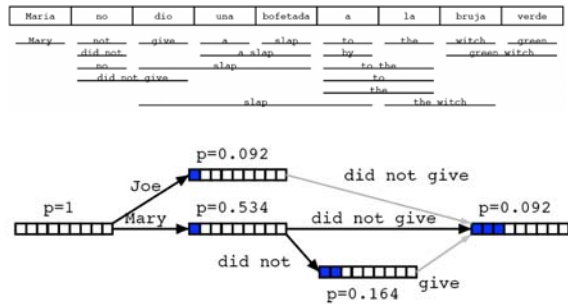 Maria no dio una bofetada a la bruja verde
Mary not give a slap to the witch green
did not a slap by green witch
no slap to the
did not give to
the
slap the witch
p=0.092
did not give
Joe
p=1 p=0.534 p=0.092
Mary did not give
did not give
p=0.164